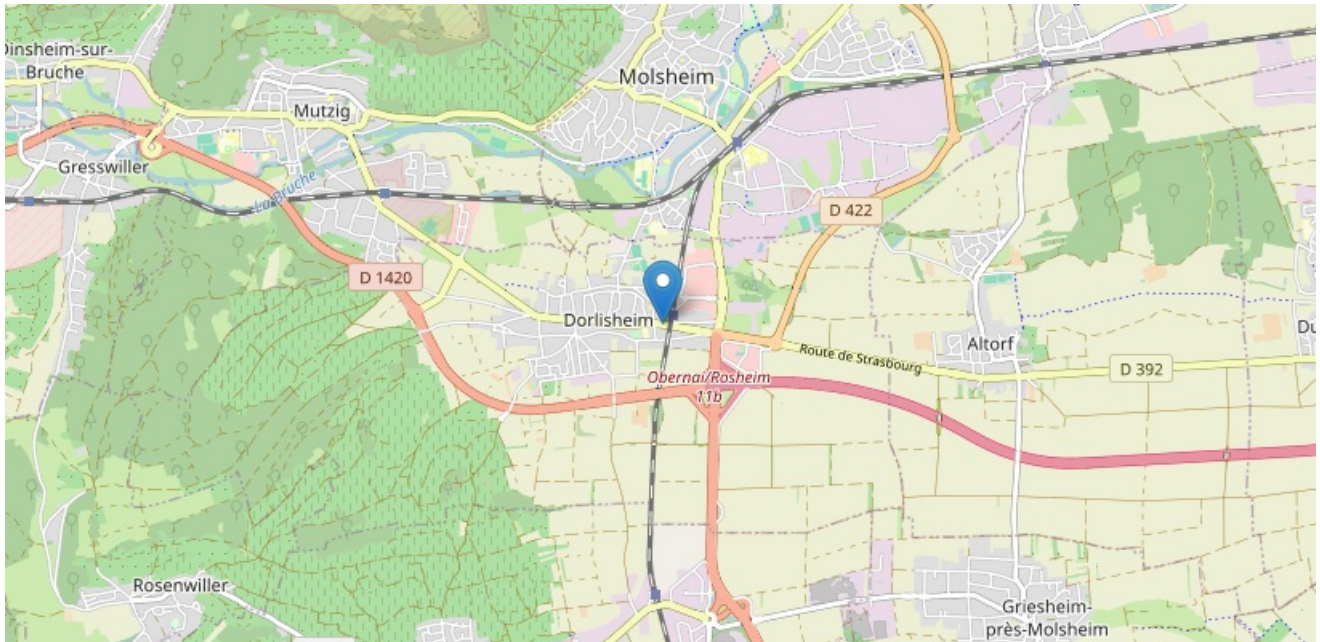 Dinsheim-sur-
Bruche
Molsheim
Mutzig
Gresswiller
La Bruche
D 422
D 1420
Dorlisheim
Altorf
Route de Strasbourg
D 392
Obernai/Rosheim
11b
Rosenwiller
Griesheim-
près-Molsheim